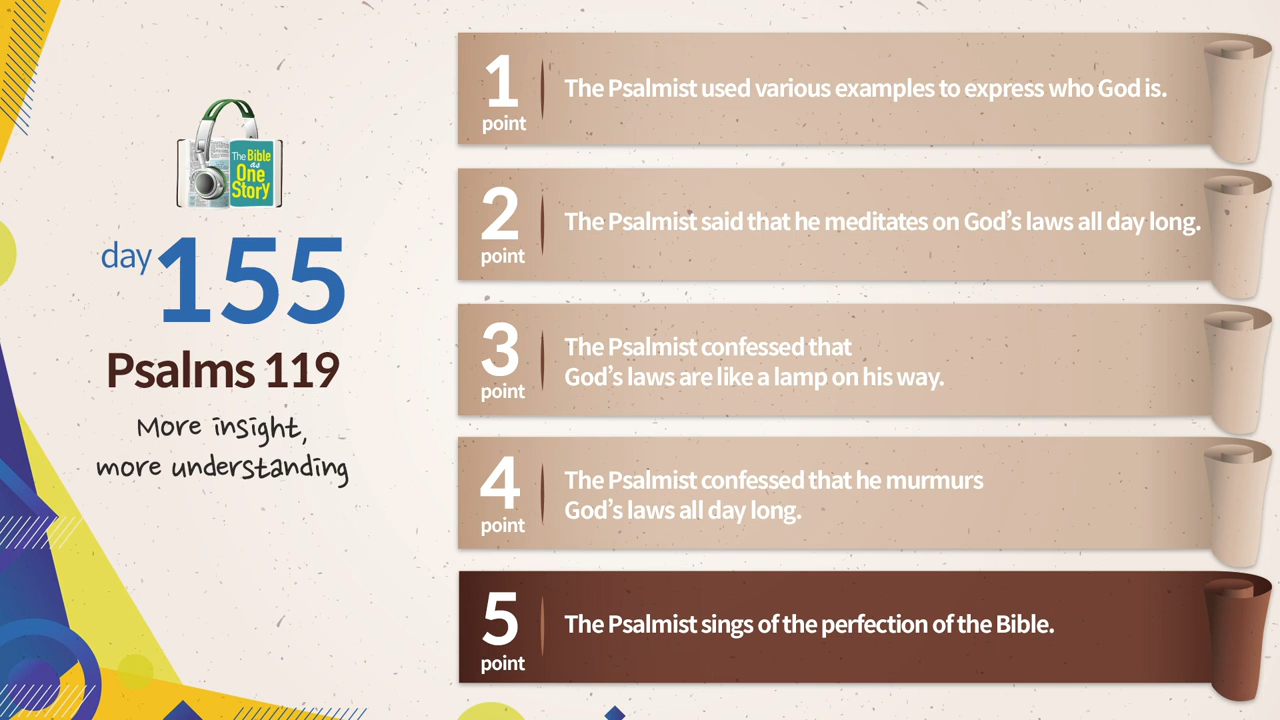 The Bible
as
One
Story
day 155
Psalms 119
More insight,
more understanding
1
point
The Psalmist used various examples to express who God is.
2
point
The Psalmist said that he meditates on God’s laws all day long.
3
point
The Psalmist confessed that
God’s laws are like a lamp on his way.
4
point
The Psalmist confessed that he murmurs
God’s laws all day long.
5
point
The Psalmist sings of the perfection of the Bible.